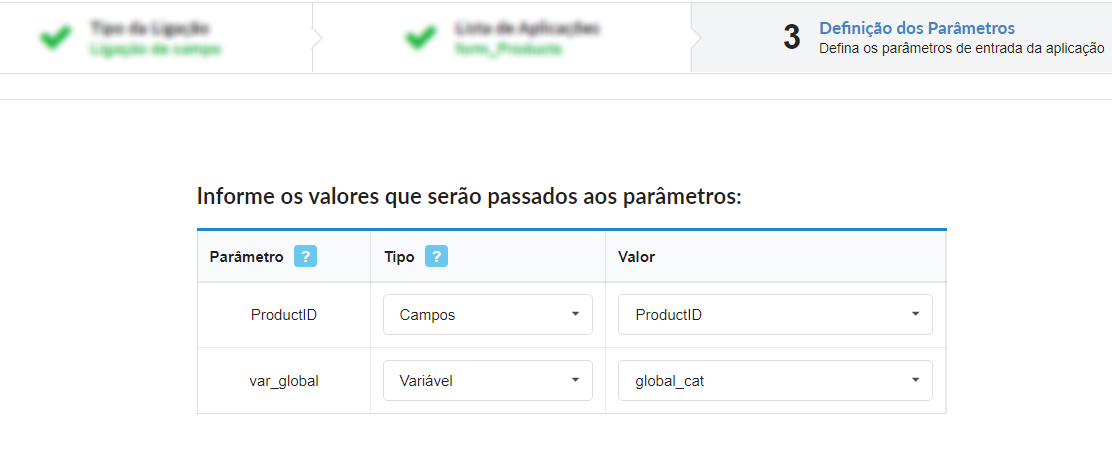 Tipo da Ligação
Ligação de campo
Lista de Aplicações
form_Products
3
Definição dos Parâmetros
Defina os parâmetros de entrada da aplicação
Informe os valores que serão passados aos parâmetros:
Parâmetro ? Tipo ? Valor
ProductID Campos ProductID
var_global Variável global_cat